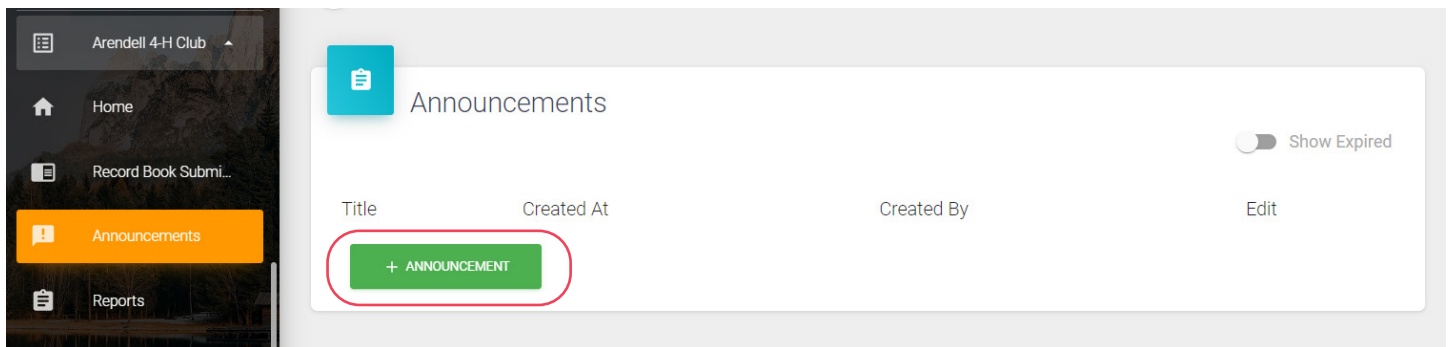 Arendell 4-H Club
Home
Record Book Submi...
Announcements
Reports
Announcements
Show Expired
Title Created At Created By Edit
+ ANNOUNCEMENT